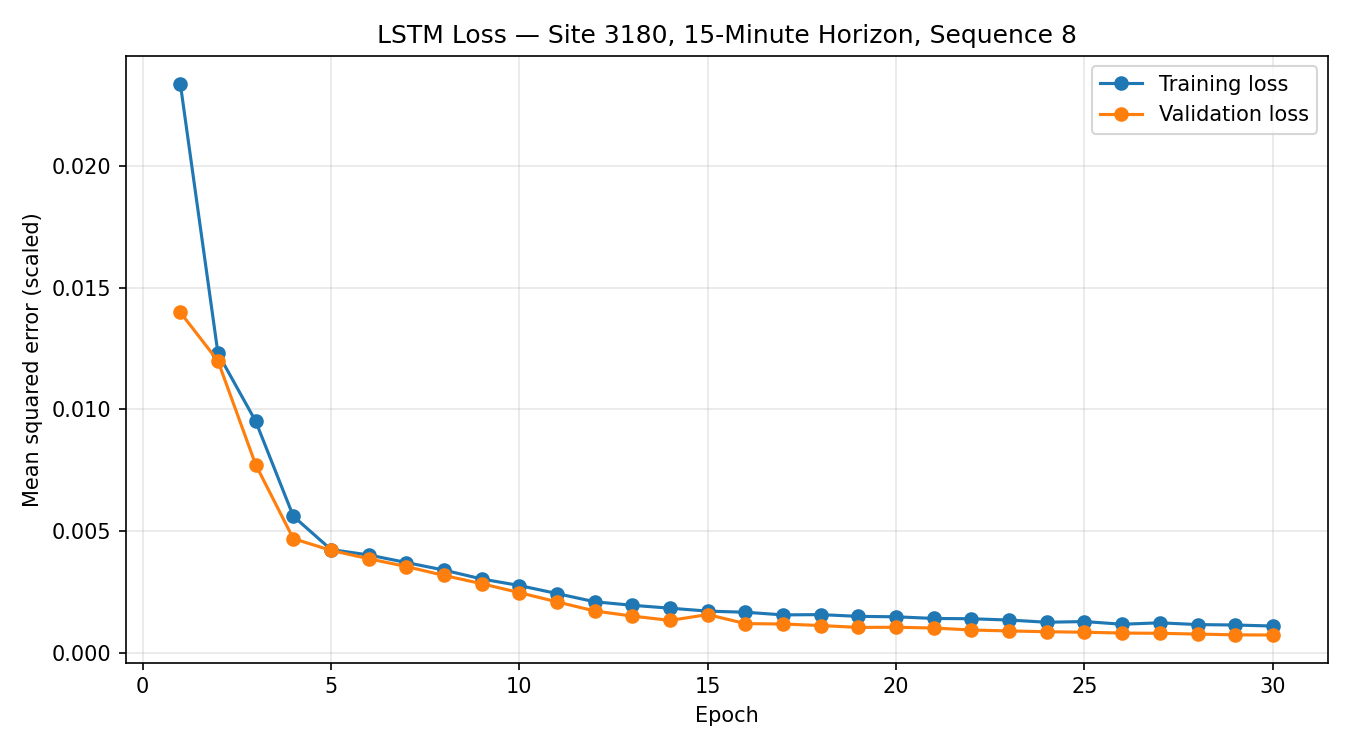 LSTM Loss — Site 3180, 15-Minute Horizon, Sequence 8
Training loss
Validation loss
Mean squared error (scaled)
0.020
0.015
0.010
0.005
0.000
0 5 10 15 20 25 30
Epoch